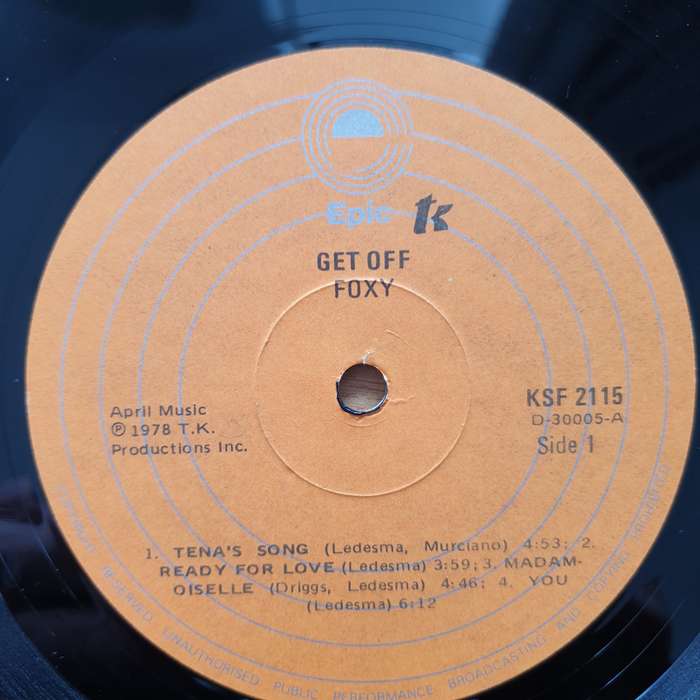 Epic tk
GET OFF
FOXY
April Music
℗ 1978 T.K.
Productions Inc.
KSF 2115
D-30005-A
Side 1
1. TENA'S SONG (Ledesma, Murciano) 4:53; 2.
READY FOR LOVE (Ledesma) 3:59; 3. MADAM-
OISELLE (Driggs, Ledesma) 4:46; 4. YOU
(Ledesma) 6:12
RESERVED UNAUTHORISED PUBLIC PERFORMANCE BROADCASTING AND COPYING